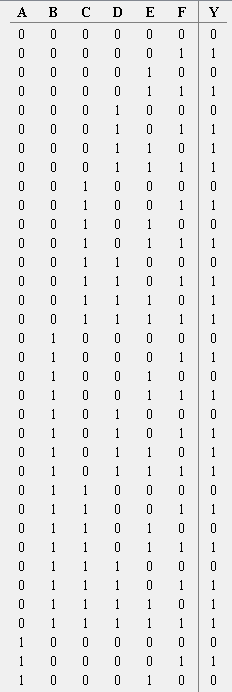 A B C D E F Y
0 0 0 0 0 0 0
0 0 0 0 0 1 1
0 0 0 0 1 0 0
0 0 0 0 1 1 1
0 0 0 1 0 0 0
0 0 0 1 0 1 1
0 0 0 1 1 0 1
0 0 0 1 1 1 1
0 0 1 0 0 0 0
0 0 1 0 0 1 1
0 0 1 0 1 0 0
0 0 1 0 1 1 1
0 0 1 1 0 0 0
0 0 1 1 0 1 1
0 0 1 1 1 0 1
0 0 1 1 1 1 1
0 1 0 0 0 0 0
0 1 0 0 0 1 1
0 1 0 0 1 0 0
0 1 0 0 1 1 1
0 1 0 1 0 0 0
0 1 0 1 0 1 1
0 1 0 1 1 0 1
0 1 0 1 1 1 1
0 1 1 0 0 0 0
0 1 1 0 0 1 1
0 1 1 0 1 0 0
0 1 1 0 1 1 1
0 1 1 1 0 0 0
0 1 1 1 0 1 1
0 1 1 1 1 0 1
0 1 1 1 1 1 1
1 0 0 0 0 0 0
1 0 0 0 0 1 1
1 0 0 0 1 0 0